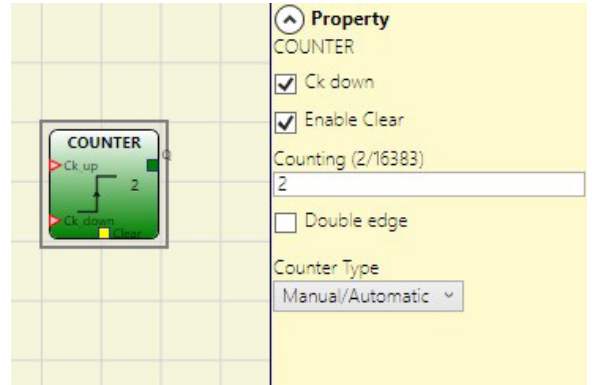 Property
COUNTER
Ck down
Enable Clear
Counting (2/16383)
2
Double edge
Counter Type
Manual/Automatic
COUNTER
Ck_up
Q
2
Ck_down
Clear